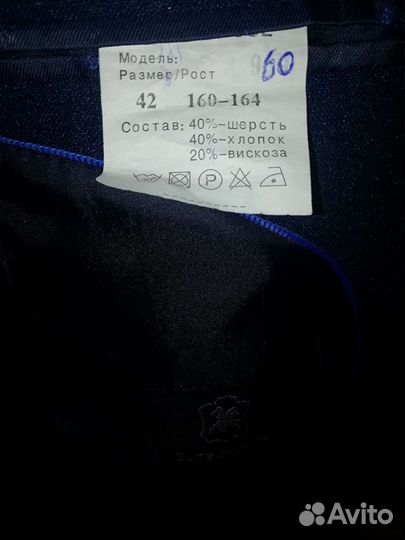 Модель:
Размер/Рост 60
42 160-164
Состав: 40%-шерсть
40%-хлопок
20%-вискоза
P
Avito